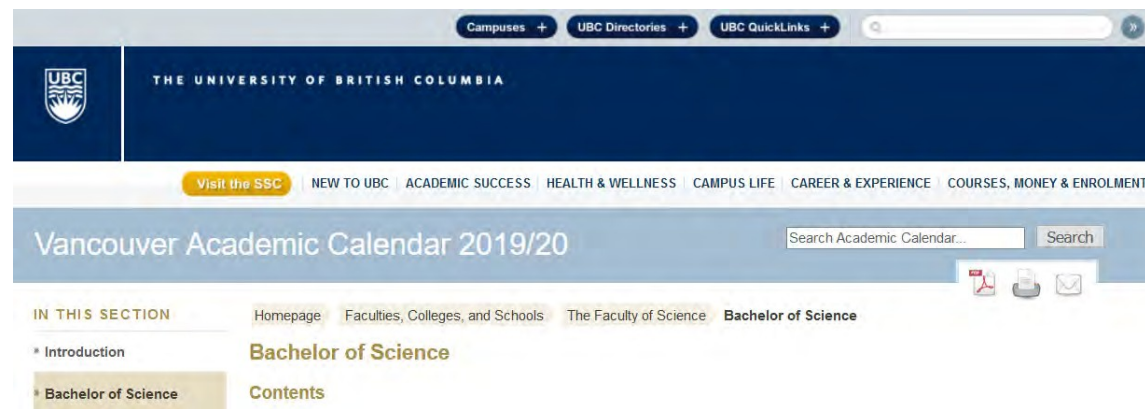 Campuses + UBC Directories + UBC QuickLinks + »
UBC THE UNIVERSITY OF BRITISH COLUMBIA
Visit the SSC NEW TO UBC ACADEMIC SUCCESS HEALTH & WELLNESS CAMPUS LIFE CAREER & EXPERIENCE COURSES, MONEY & ENROLMENT
Vancouver Academic Calendar 2019/20 Search Academic Calendar... Search
PDF
IN THIS SECTION Homepage Faculties, Colleges, and Schools The Faculty of Science Bachelor of Science
» Introduction Bachelor of Science
» Bachelor of Science Contents